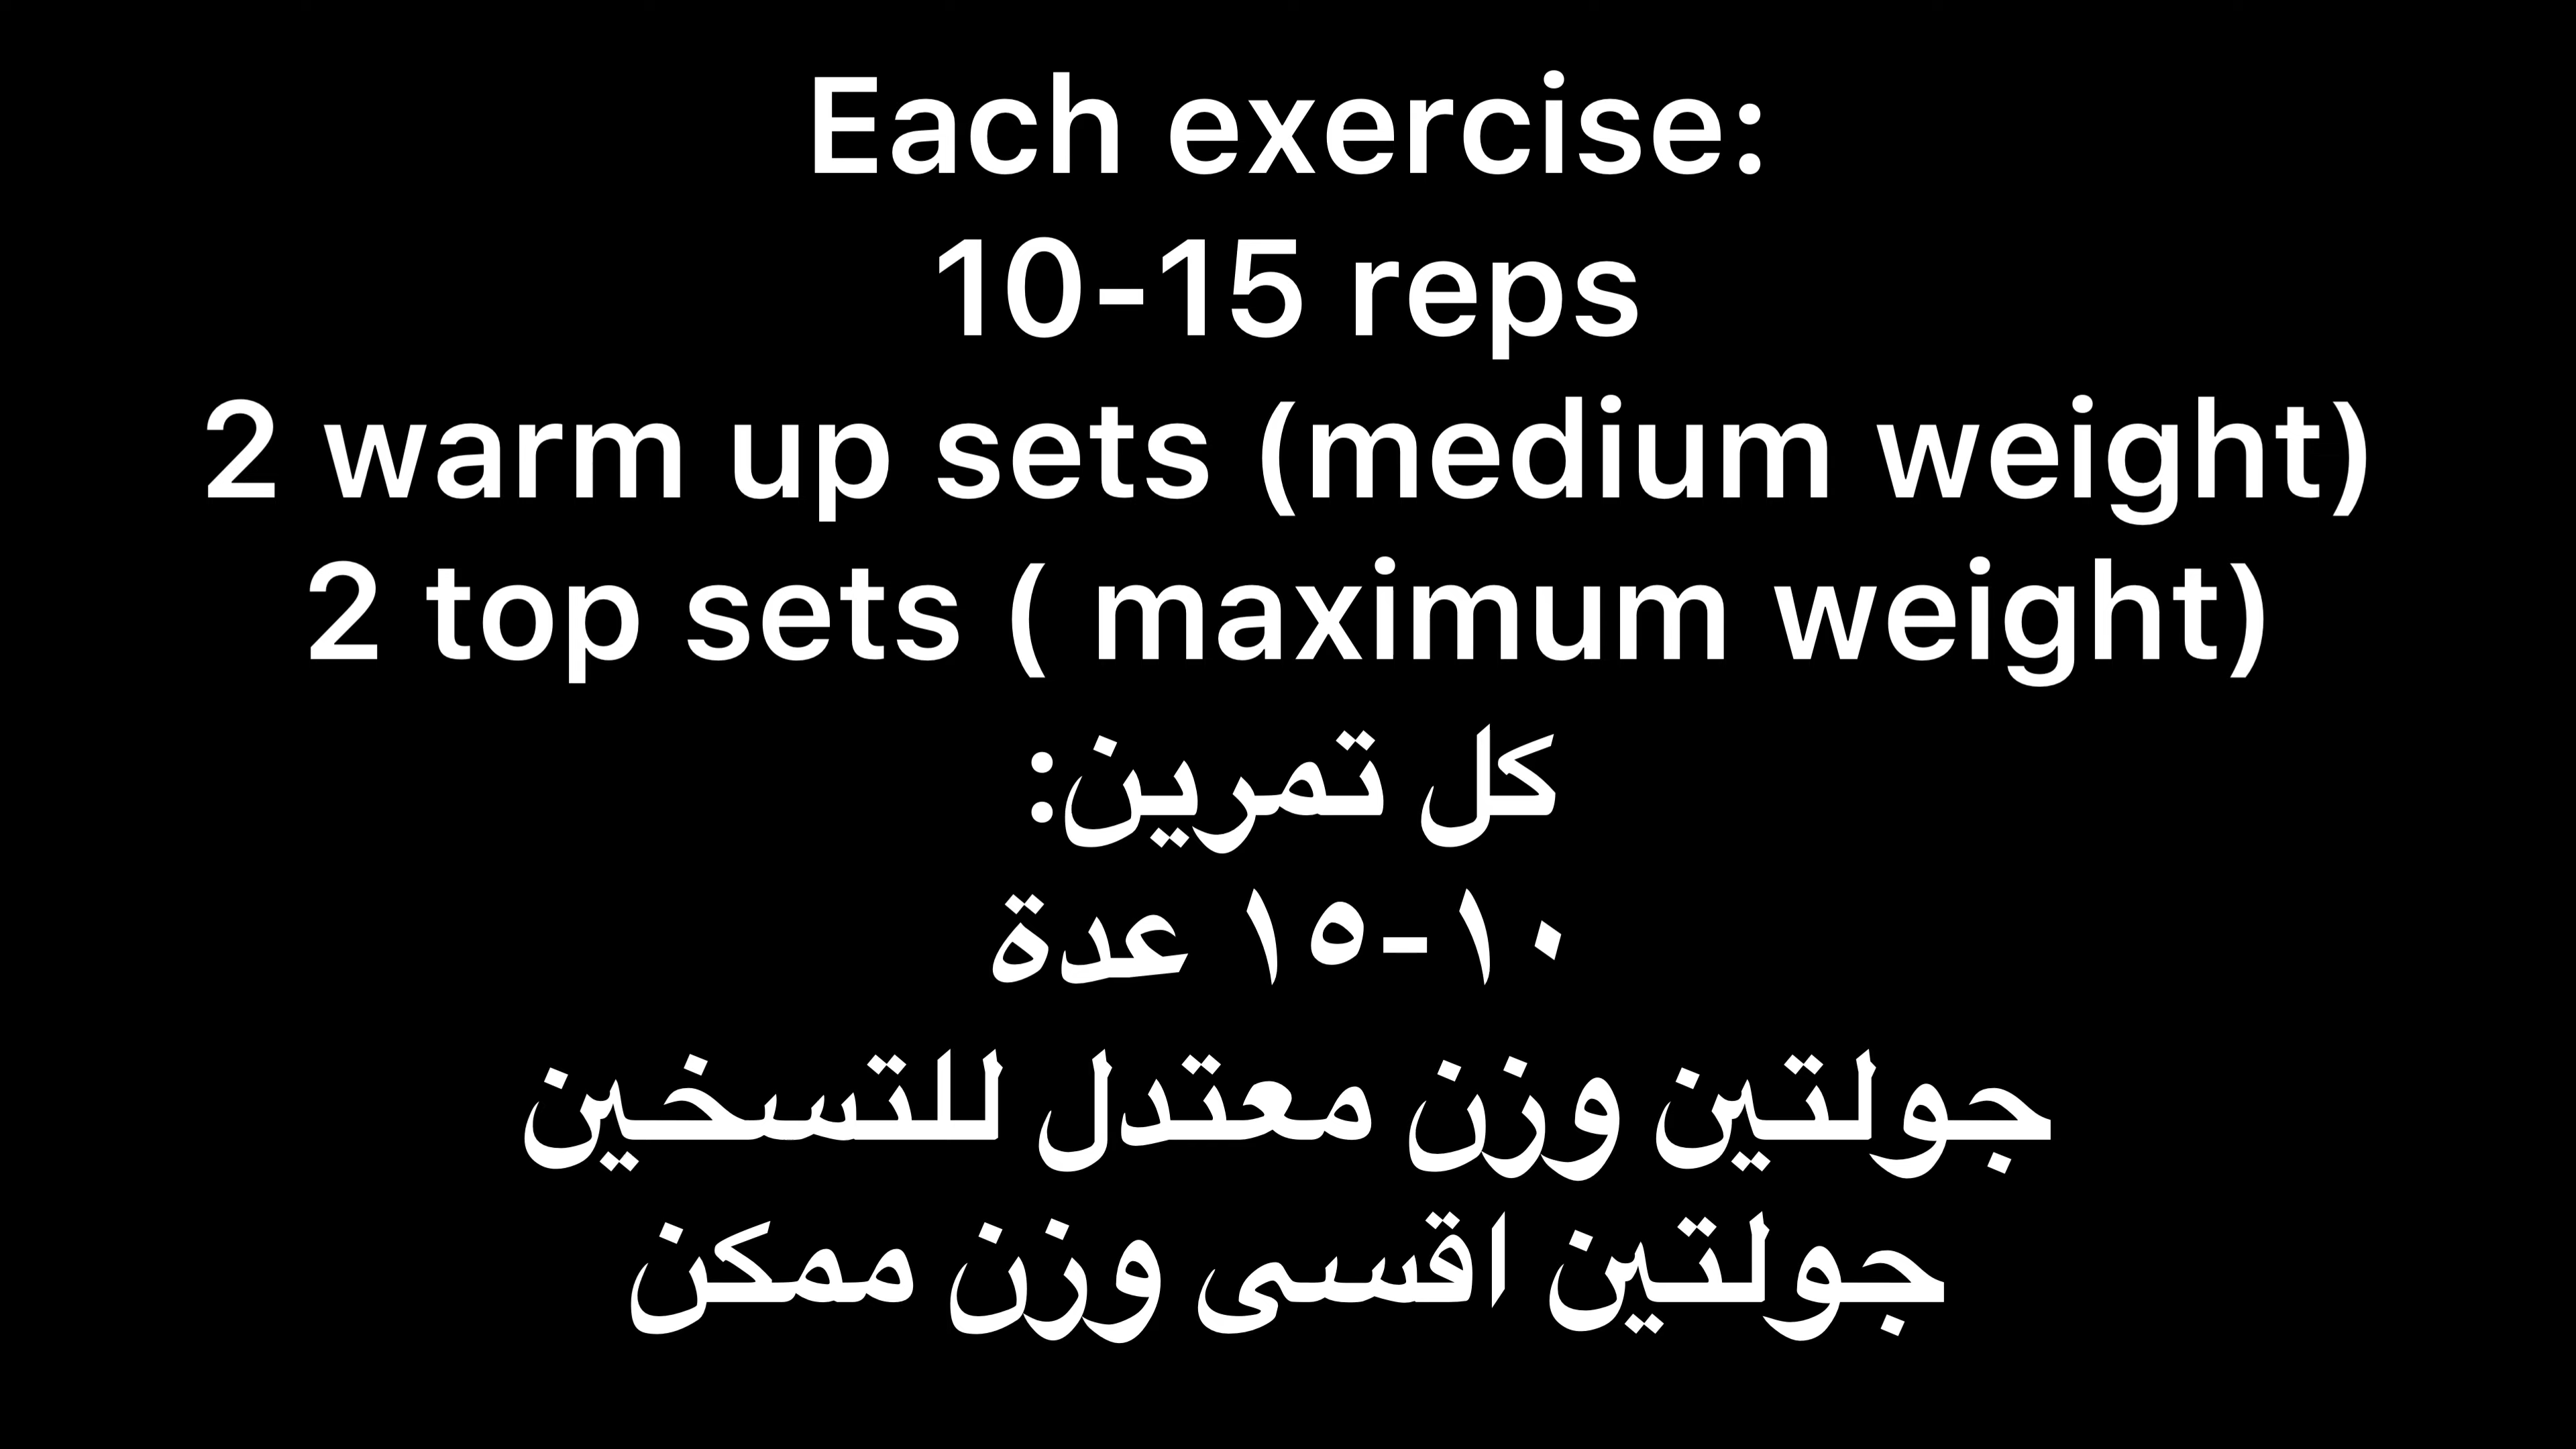 Each exercise:
10-15 reps
2 warm up sets (medium weight)
2 top sets ( maximum weight)
كل تمرين:
١٠-١٥ عدة
جولتين وزن معتدل للتسخين
جولتين اقسى وزن ممكن